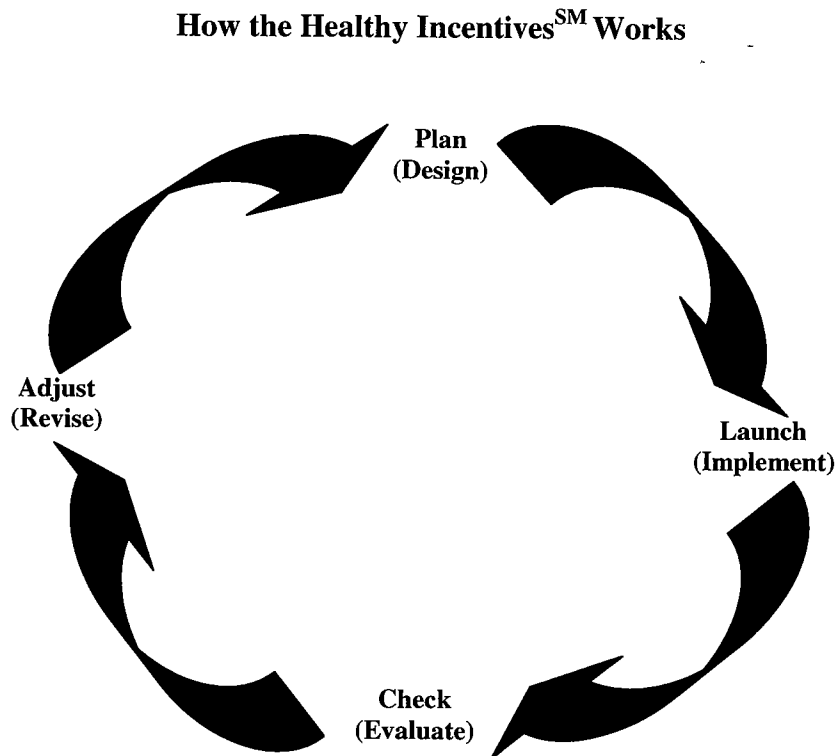 How the Healthy Incentives℠ Works
Plan
(Design)
Adjust
(Revise)
Launch
(Implement)
Check
(Evaluate)